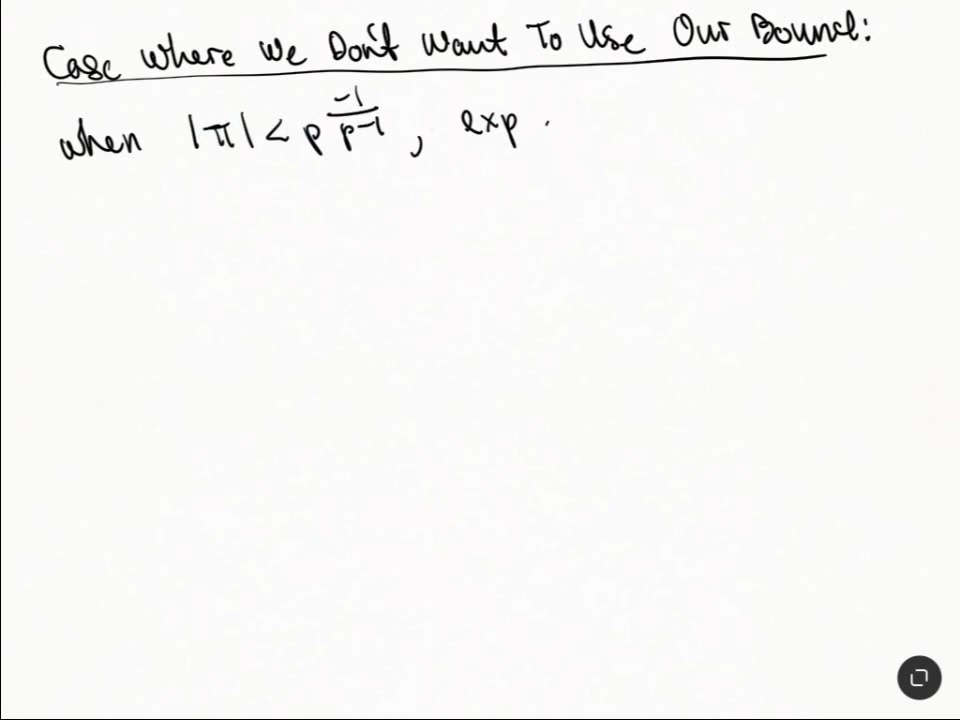 Case Where We Don't Want To Use Our Bound:
when |π| < p^{-1/(p-1)}, exp .